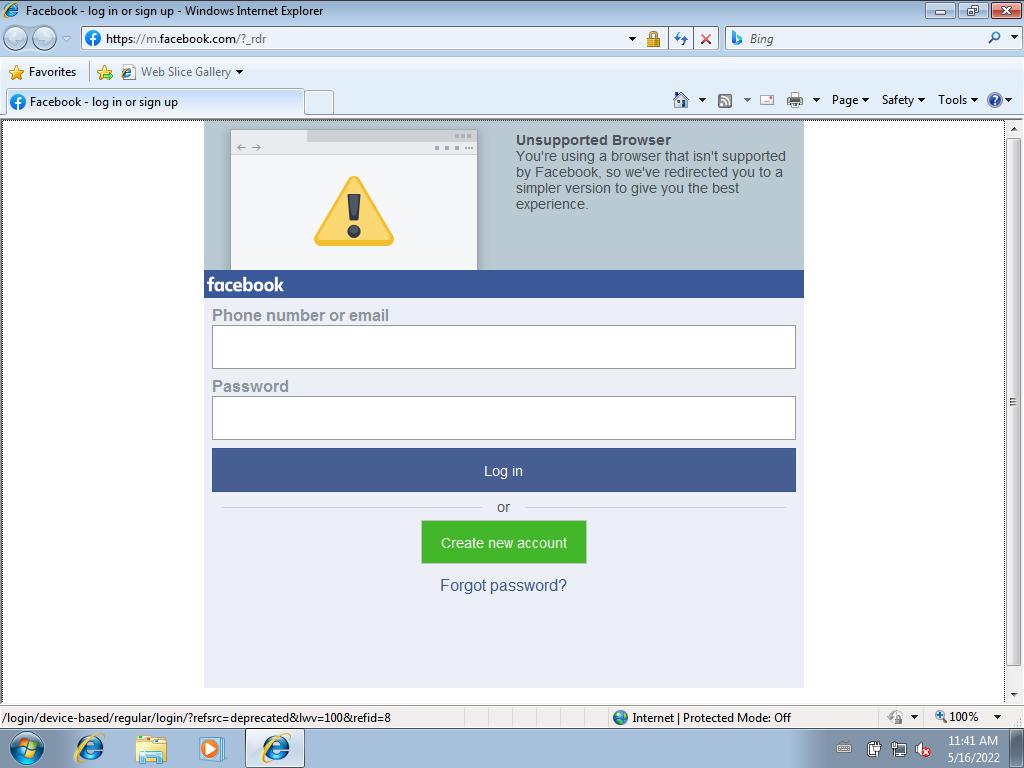 Facebook - log in or sign up - Windows Internet Explorer
https://m.facebook.com/?_rdr
Bing
Favorites
Web Slice Gallery
Facebook - log in or sign up
Page
Safety
Tools
Unsupported Browser
You're using a browser that isn't supported
by Facebook, so we've redirected you to a
simpler version to give you the best
experience.
facebook
Phone number or email
Password
Log in
or
Create new account
Forgot password?
/login/device-based/regular/login/?refsrc=deprecated&lwv=100&refid=8
Internet | Protected Mode: Off
100%
11:41 AM
5/16/2022